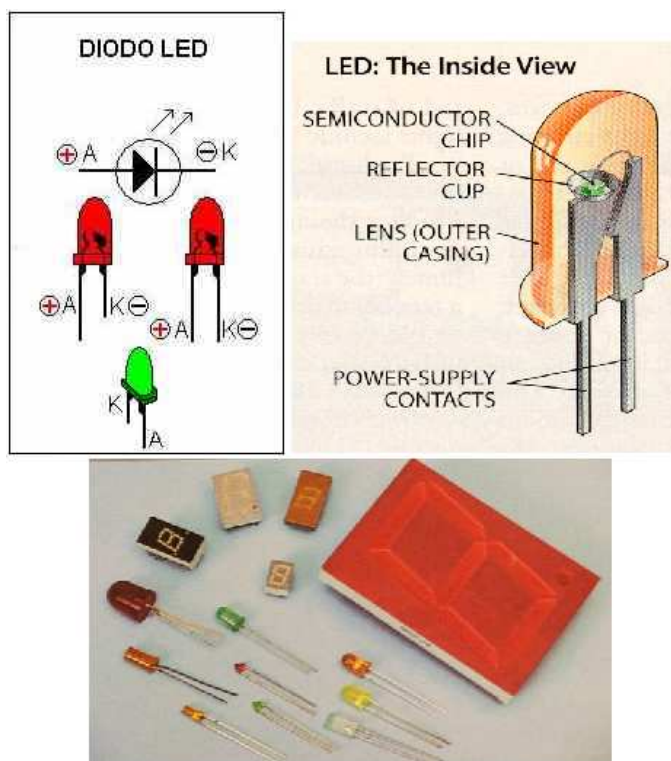 DIODO LED
⊕ A
⊖ K
⊕ A
K ⊖
⊕ A
K ⊖
K
A
LED: The Inside View
SEMICONDUCTOR
CHIP
REFLECTOR
CUP
LENS (OUTER
CASING)
POWER-SUPPLY
CONTACTS